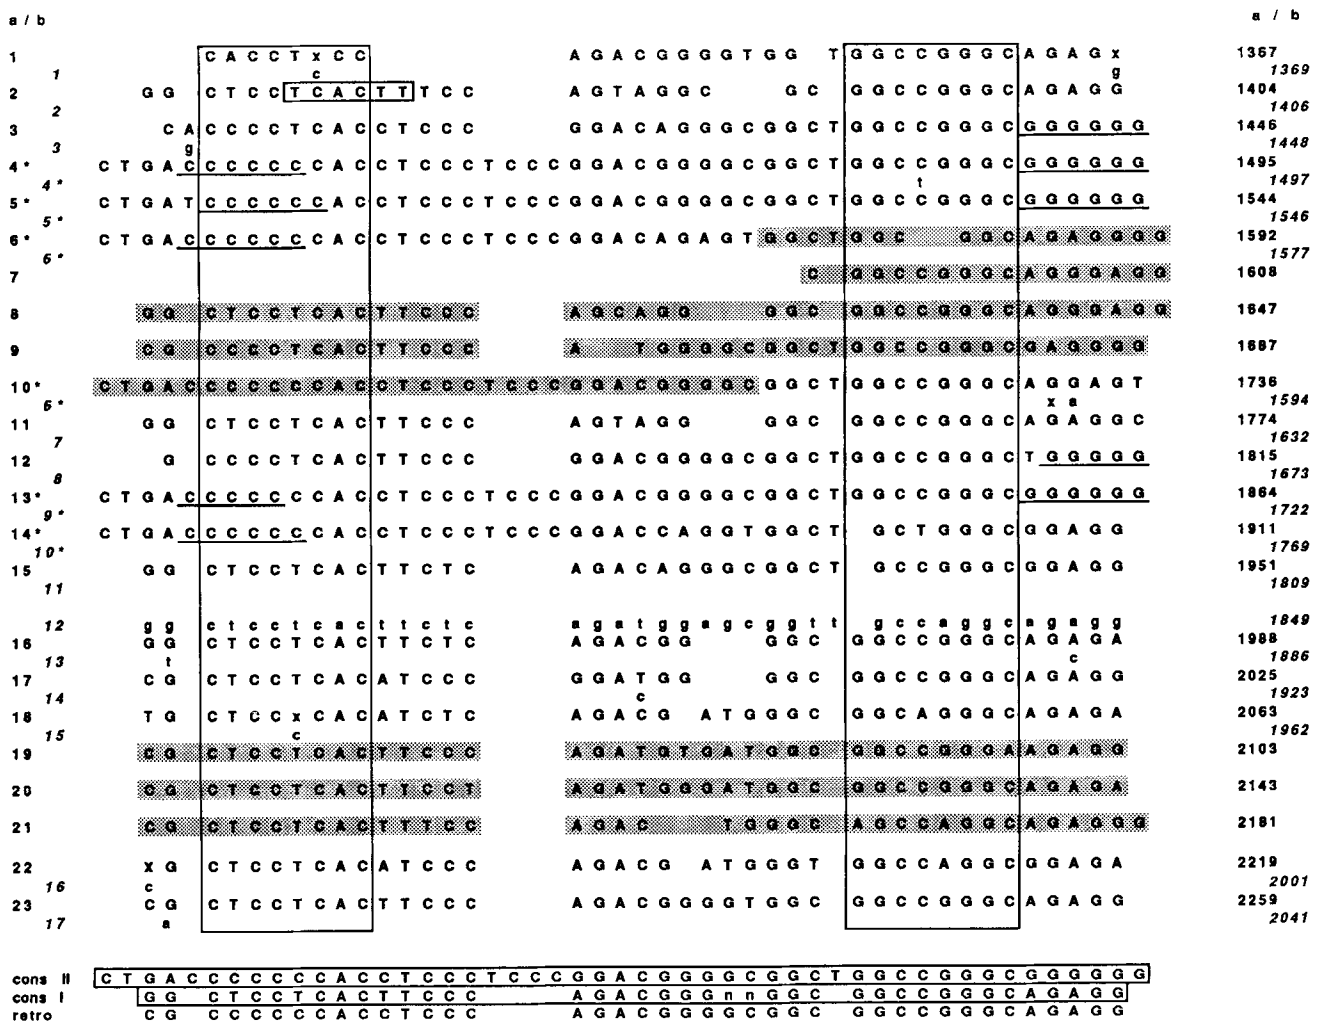 a / b a / b
1 C A C C T x C C A G A C G G G G T G G T G G C C G G G C A G A G x 1367
1 c g 1369
2 G G C T C C T C A C T T T C C A G T A G G C G C G G C C G G G C A G A G G 1404
2 1406
3 C A C C C C T C A C C T C C C G G A C A G G G C G G C T G G C C G G G C G G G G G G 1446
3 g 1448
4* C T G A C C C C C C C A C C T C C C T C C C G G A C G G G G C G G C T G G C C G G G C G G G G G G 1495
4* t 1497
5* C T G A T C C C C C C A C C T C C C T C C C G G A C G G G G C G G C T G G C C G G G C G G G G G G 1544
5* 1546
6* C T G A C C C C C C C A C C T C C C T C C C G G A C A G A G T G G C T G G C G G C A G A G G G G 1592
6* 1577
7 C G G C C G G G C A G G G A G G 1608
8 G G C T C C T C A C T T C C C A G C A G G G G C G G C C G G G C A G G G A G G 1647
9 C G C C C C T C A C T T C C C A T G G G G C G G C T G G C C G G G C G A G G G G 1687
10* C T G A C C C C C C C A C C T C C C T C C C G G A C G G G G C G G C T G G C C G G G C A G G A G T 1736
6* x a 1594
11 G G C T C C T C A C T T C C C A G T A G G G G C G G C C G G G C A G A G G C 1774
7 1632
12 G C C C C T C A C T T C C C G G A C G G G G C G G C T G G C C G G G C T G G G G G 1815
8 1673
13* C T G A C C C C C C C A C C T C C C T C C C G G A C G G G G C G G C T G G C C G G G C G G G G G G 1864
9* 1722
14* C T G A C C C C C C C A C C T C C C T C C C G G A C C A G G T G G C T G C T G G G C G G A G G 1911
10* 1769
15 G G C T C C T C A C T T C T C A G A C A G G G C G G C T G C C G G G C G G A G G 1951
11 1809
12 g g c t c c t c a c t t c t c a g a t g g a g c g g t t g c c a g g c a g a g g 1849
16 G G C T C C T C A C T T C T C A G A C G G G G C G G C C G G G C A G A G A 1988
13 t c 1886
17 C G C T C C T C A C A T C C C G G A T G G G G C G G C C G G G C A G A G G 2025
14 c 1923
18 T G C T C C x C A C A T C T C A G A C G A T G G G C G G C A G G G C A G A G A 2063
15 c 1962
19 C G C T C C T G A C T T C C C A G A T G T G A T G G C G G C C G G G A A G A G G 2103
20 C G C T C C T C A C T T C C T A G A T G G G A T G G C G G C C G G G C A G A G A 2143
21 C G C T C C T C A C T T T C C A G A C T G G G C A G C C A G G C A G A G G G 2181
22 x G C T C C T C A C A T C C C A G A C G A T G G G T G G C C A G G C G G A G A 2219
16 c 2001
23 C G C T C C T C A C T T C C C A G A C G G G G T G G C G G C C G G G C A G A G G 2259
17 a 2041
cons II C T G A C C C C C C C A C C T C C C T C C C G G A C G G G G C G G C T G G C C G G G C G G G G G G
cons I G G C T C C T C A C T T C C C A G A C G G G n n G G C G G C C G G G C A G A G G
retro C G C C C C C C A C C T C C C A G A C G G G G C G G C G G C C G G G C A G A G G